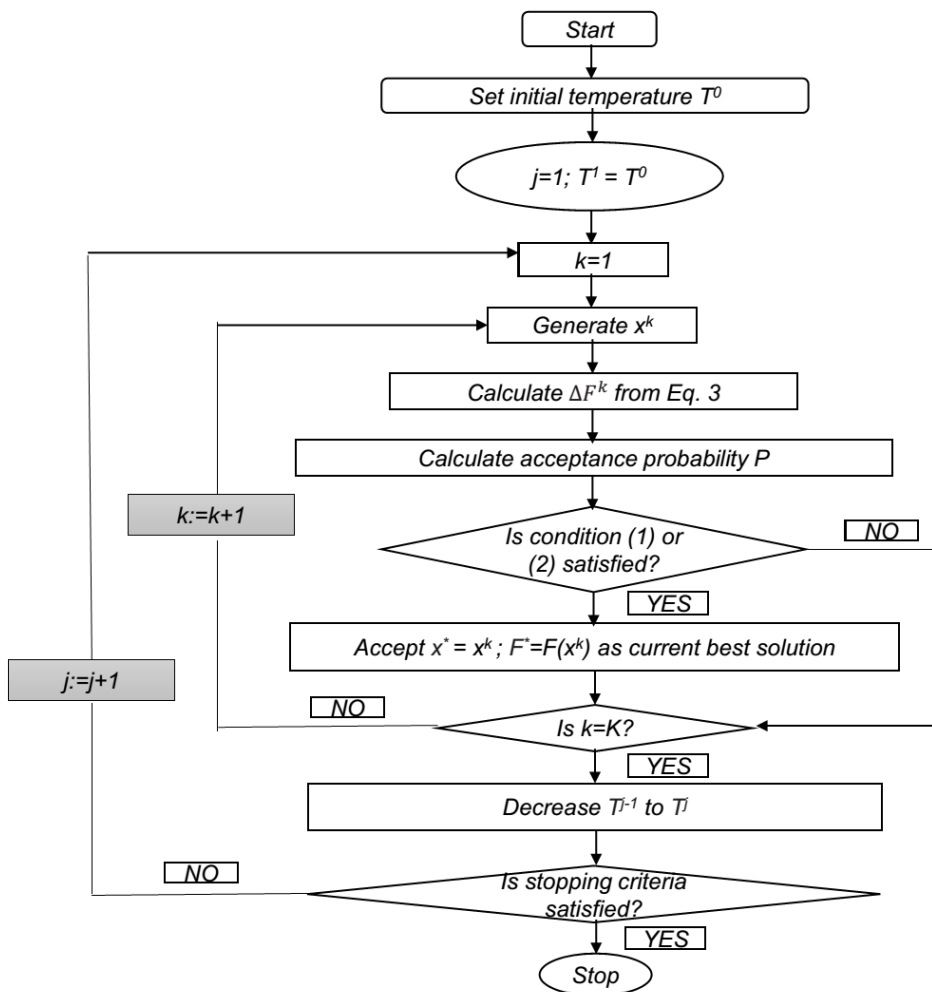 Start
Set initial temperature T⁰
j=1; T¹ = T⁰
k=1
Generate xᵏ
Calculate ΔFᵏ from Eq. 3
Calculate acceptance probability P
k:=k+1
Is condition (1) or
(2) satisfied?
NO
YES
Accept x* = xᵏ ; F*=F(xᵏ) as current best solution
j:=j+1
NO
Is k=K?
YES
Decrease Tʲ⁻¹ to Tʲ
NO
Is stopping criteria
satisfied?
YES
Stop